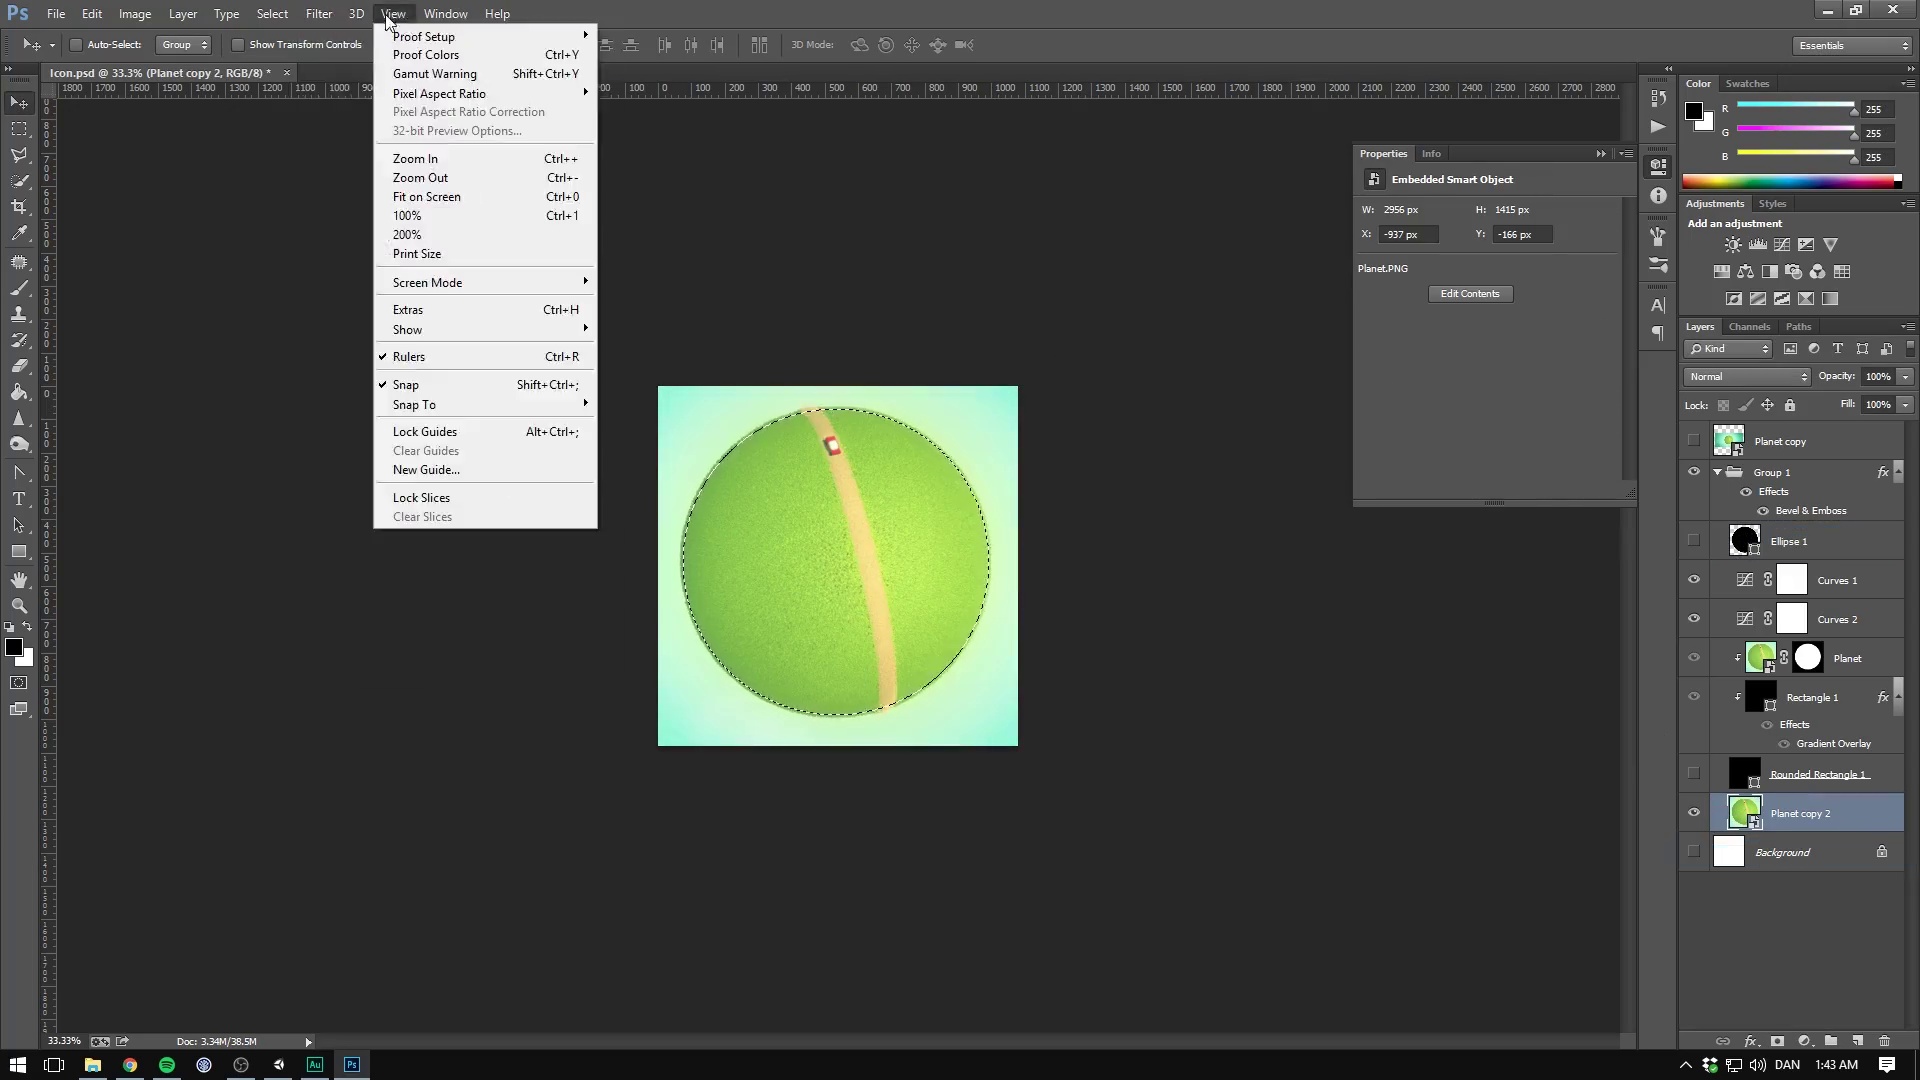 Ps File Edit Image Layer Type Select Filter 3D View Window Help
Auto-Select: Group Show Transform Controls 3D Mode: Essentials
Icon.psd @ 33.3% (Planet copy 2, RGB/8) * ×
1800 1700 1600 1500 1400 1300 1200 1100 1000 100 0 100 200 300 400 500 600 700 800 900 1000 1100 1200 1300 1400 1500 1600 1700 1800 1900 2000 2100 2200 2300 2400 2500 2600 2700 2800
Proof Setup
Proof Colors Ctrl+Y
Gamut Warning Shift+Ctrl+Y
Pixel Aspect Ratio
Pixel Aspect Ratio Correction
32-bit Preview Options...
Zoom In Ctrl++
Zoom Out Ctrl+-
Fit on Screen Ctrl+0
100% Ctrl+1
200%
Print Size
Screen Mode
Extras Ctrl+H
Show
Rulers Ctrl+R
Snap Shift+Ctrl+;
Snap To
Lock Guides Alt+Ctrl+;
Clear Guides
New Guide...
Lock Slices
Clear Slices
Properties Info
Embedded Smart Object
W: 2956 px H: 1415 px
X: -937 px Y: -166 px
Planet.PNG
Edit Contents
Color Swatches
R 255
G 255
B 255
Adjustments Styles
Add an adjustment
Layers Channels Paths
Kind
Normal Opacity: 100%
Lock: Fill: 100%
Planet copy
Group 1 fx
Effects
Bevel & Emboss
Ellipse 1
Curves 1
Curves 2
Planet
Rectangle 1 fx
Effects
Gradient Overlay
Rounded Rectangle 1
Planet copy 2
Background
33.33% Doc: 3.34M/38.5M
Au Ps DAN 1:43 AM